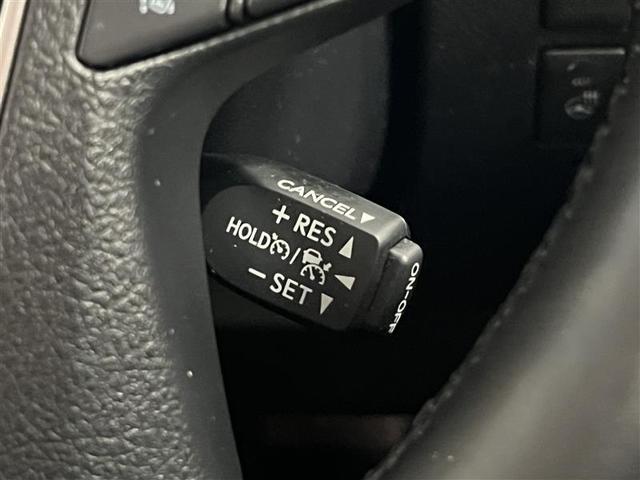 CANCEL▼
+ RES ▲
HOLD / ◀
− SET ▼
ON-OFF